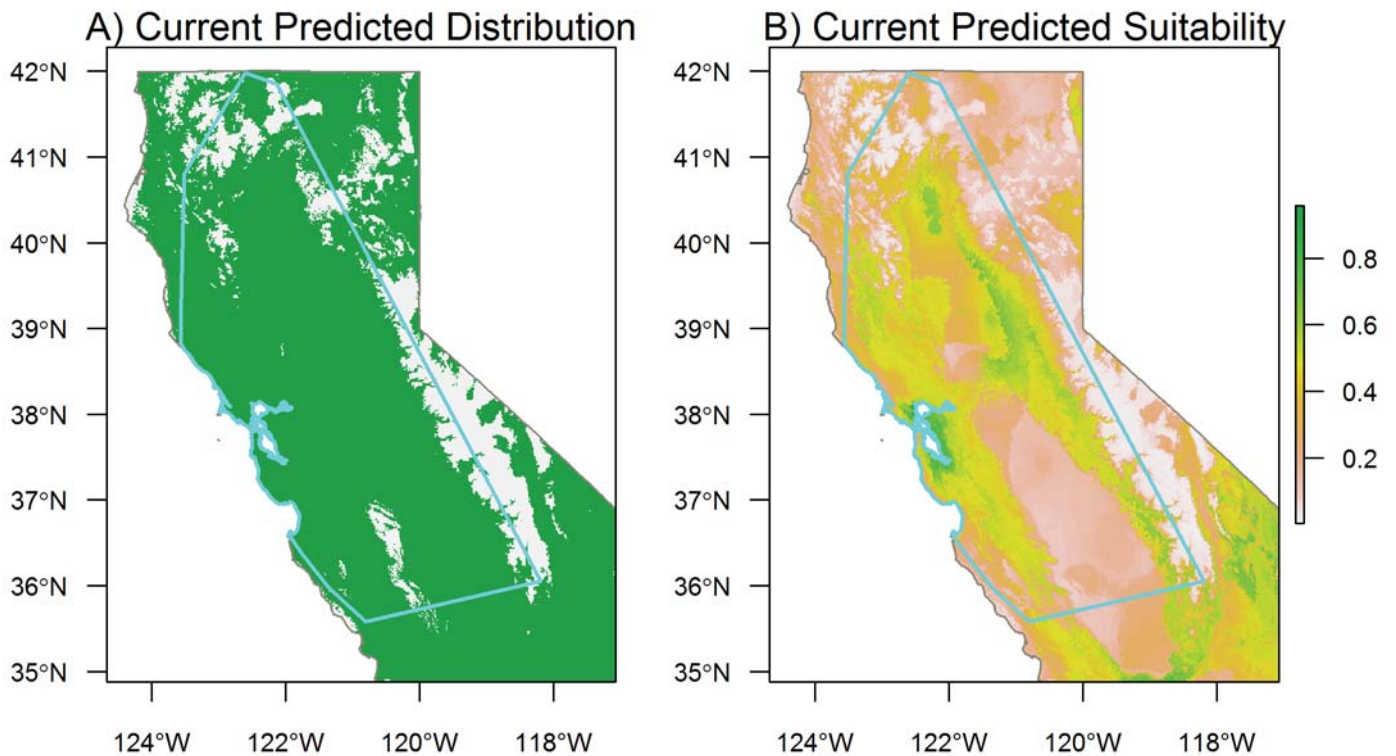 A) Current Predicted Distribution
42°N
41°N
40°N
39°N
38°N
37°N
36°N
35°N
124°W 122°W 120°W 118°W
B) Current Predicted Suitability
42°N
41°N
40°N
39°N
38°N
37°N
36°N
35°N
124°W 122°W 120°W 118°W
0.8
0.6
0.4
0.2